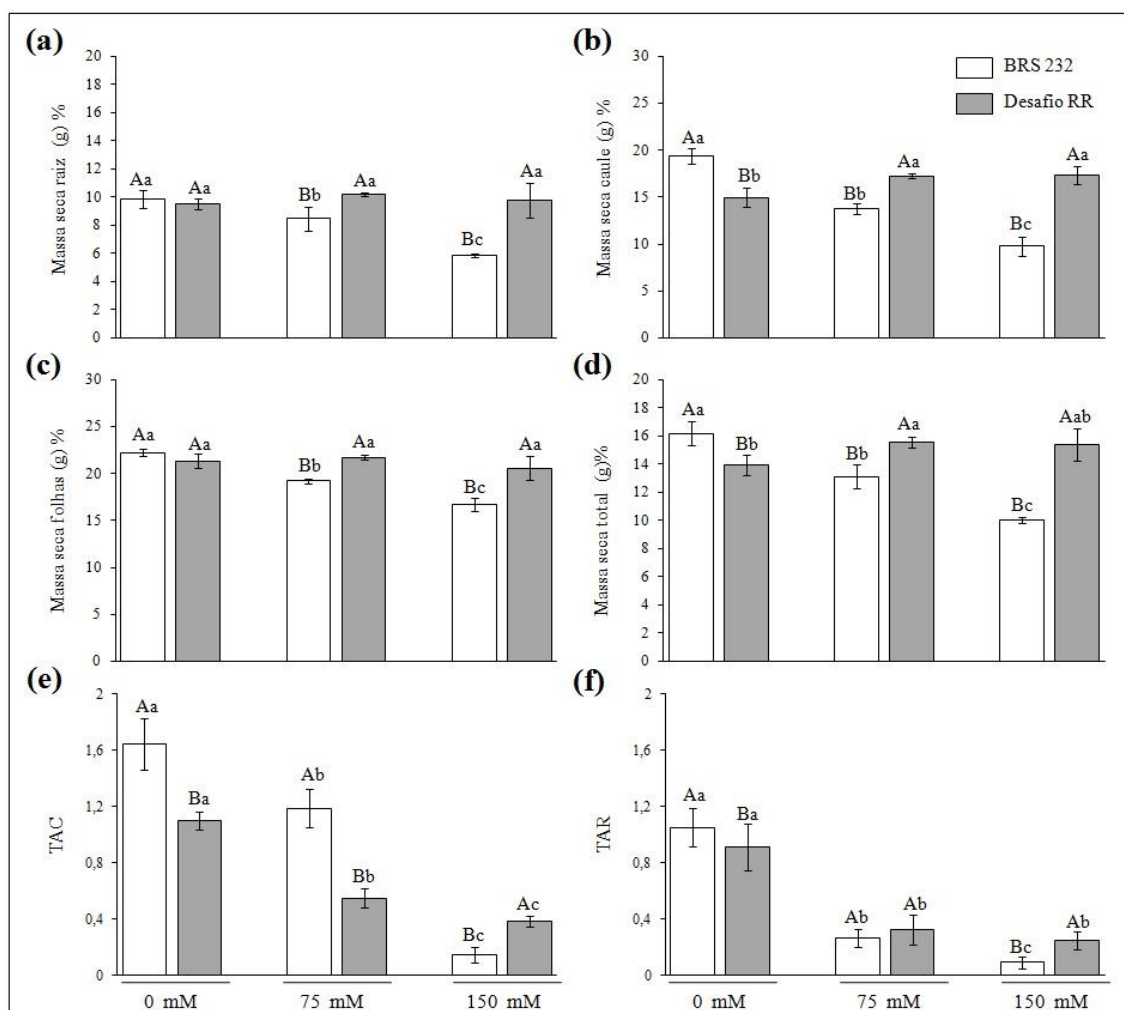 (a)
Massa seca raiz (g) %
20
18
16
14
12
10
8
6
4
2
0
Aa Aa Bb Aa Bc Aa
(b)
BRS 232
Desafio RR
Massa seca caule (g) %
30
25
20
15
10
5
0
Aa Bb Bb Aa Bc Aa
(c)
Massa seca folhas (g) %
30
25
20
15
10
5
0
Aa Aa Bb Aa Bc Aa
(d)
Massa seca total (g)%
20
18
16
14
12
10
8
6
4
2
0
Aa Bb Bb Aa Bc Aab
(e)
TAC
2
1,6
1,2
0,8
0,4
0
Aa Ba Ab Bb Bc Ac
0 mM 75 mM 150 mM
(f)
TAR
2
1,6
1,2
0,8
0,4
0
Aa Ba Ab Ab Bc Ab
0 mM 75 mM 150 mM